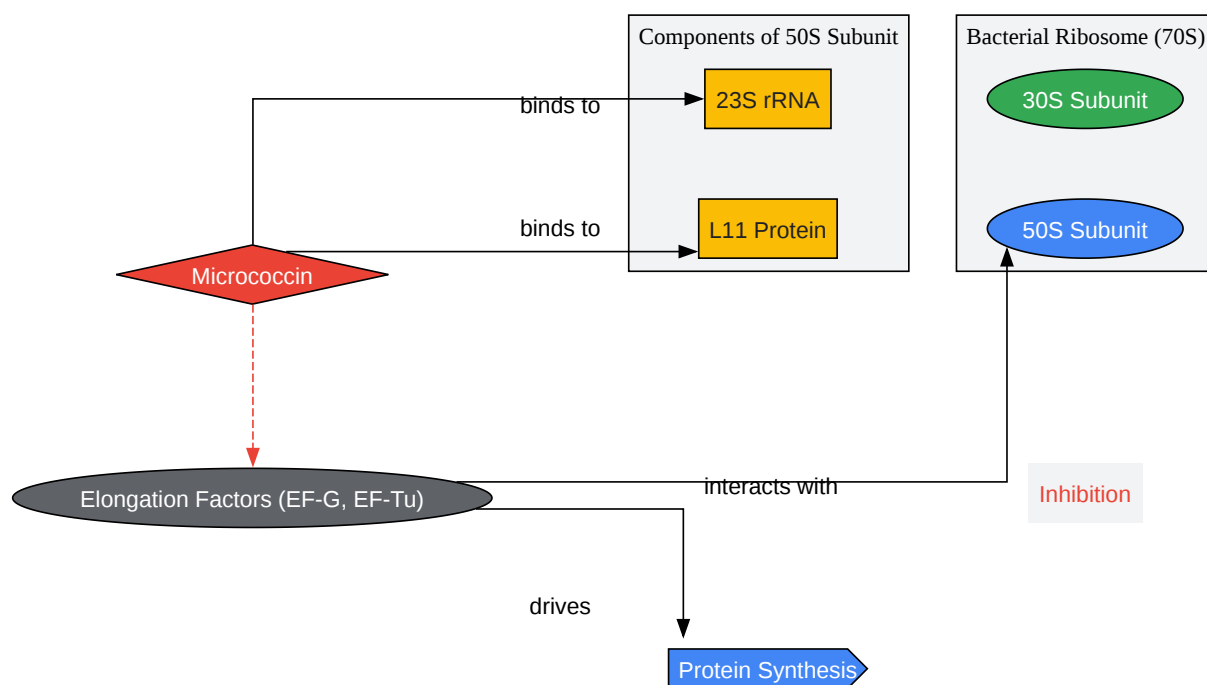 Components of 50S Subunit
Bacterial Ribosome (70S)
binds to
23S rRNA
30S Subunit
binds to
L11 Protein
50S Subunit
Micrococcin
Elongation Factors (EF-G, EF-Tu)
interacts with
Inhibition
drives
Protein Synthesis